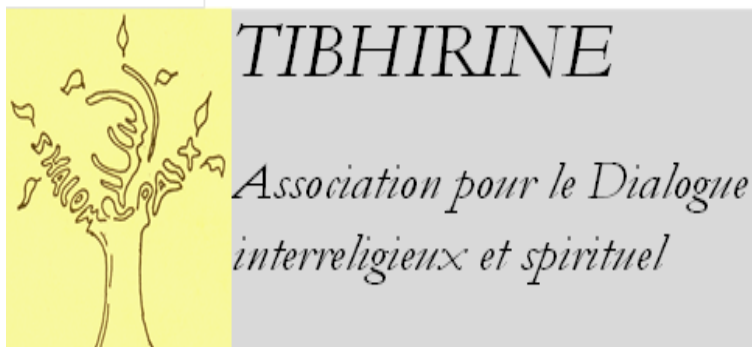 TIBHIRINE
Association pour le Dialogue
interreligieux et spirituel
SHALOM
PAIX